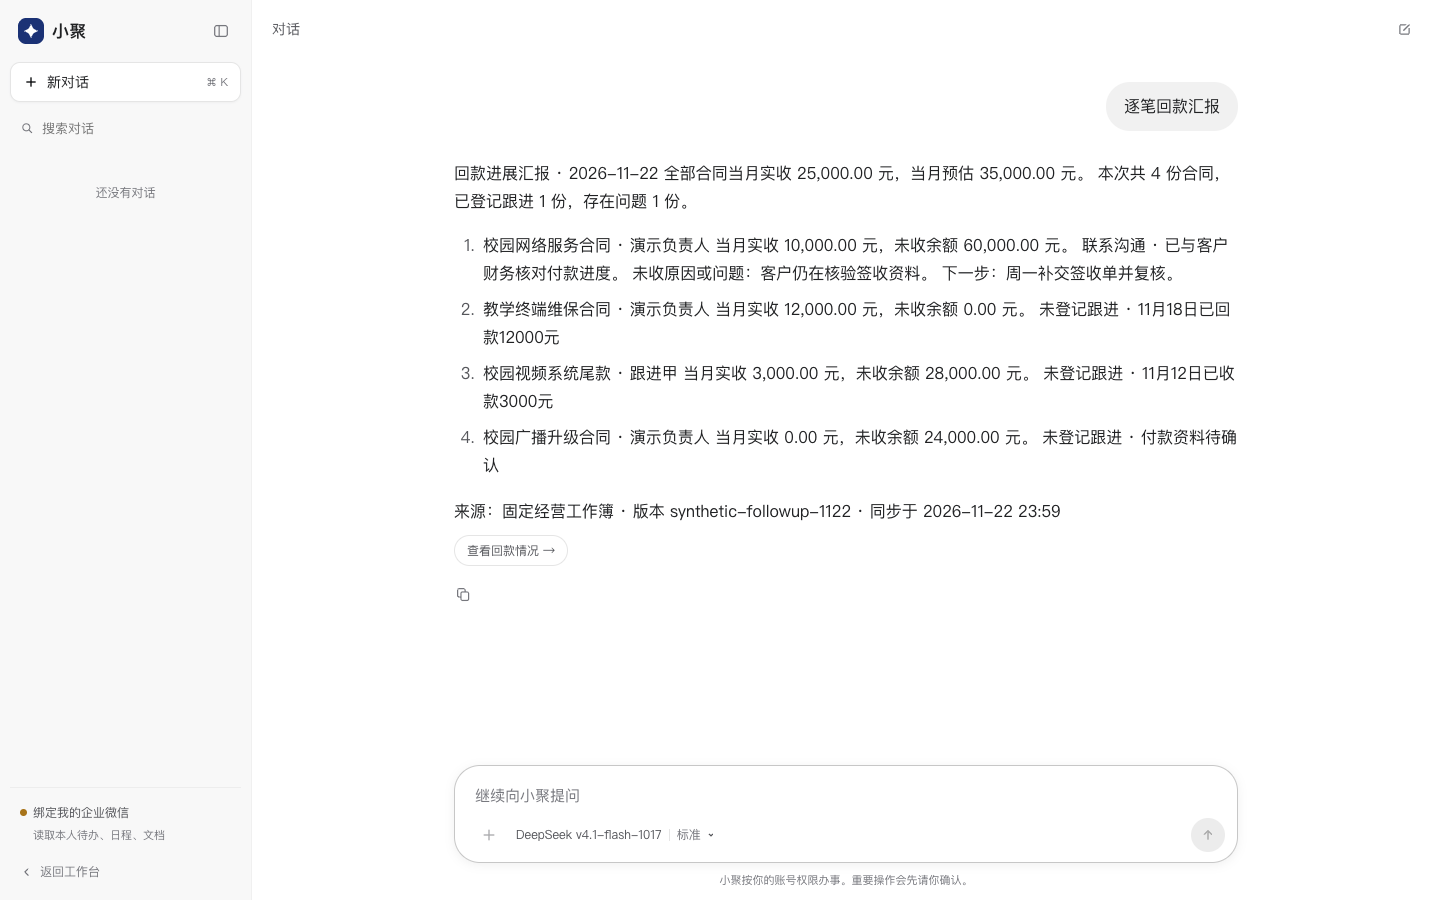 小聚
新对话
⌘ K
搜索对话
还没有对话
绑定我的企业微信
读取本人待办、日程、文档
返回工作台
对话
逐笔回款汇报
回款进展汇报 · 2026-11-22 全部合同当月实收 25,000.00 元，当月预估 35,000.00 元。 本次共 4 份合同，
已登记跟进 1 份，存在问题 1 份。
1. 校园网络服务合同 · 演示负责人 当月实收 10,000.00 元，未收余额 60,000.00 元。 联系沟通 · 已与客户
财务核对付款进度。 未收原因或问题：客户仍在核验签收资料。 下一步：周一补交签收单并复核。
2. 教学终端维保合同 · 演示负责人 当月实收 12,000.00 元，未收余额 0.00 元。 未登记跟进 · 11月18日已回
款12000元
3. 校园视频系统尾款 · 跟进甲 当月实收 3,000.00 元，未收余额 28,000.00 元。 未登记跟进 · 11月12日已收
款3000元
4. 校园广播升级合同 · 演示负责人 当月实收 0.00 元，未收余额 24,000.00 元。 未登记跟进 · 付款资料待确
认
来源：固定经营工作簿 · 版本 synthetic-followup-1122 · 同步于 2026-11-22 23:59
查看回款情况 →
继续向小聚提问
DeepSeek v4.1-flash-1017 | 标准
小聚按你的账号权限办事。重要操作会先请你确认。